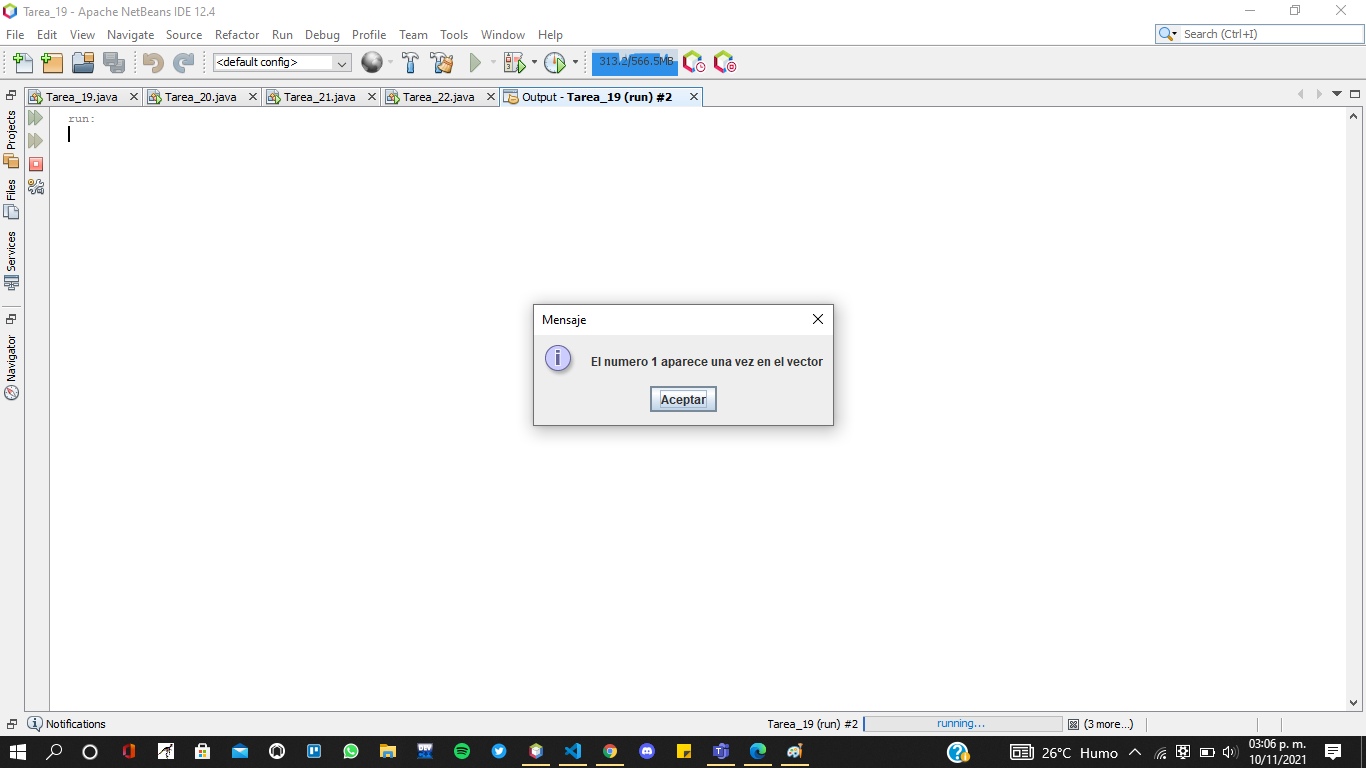 Tarea_19 - Apache NetBeans IDE 12.4
File Edit View Navigate Source Refactor Run Debug Profile Team Tools Window Help
Search (Ctrl+I)
<default config>
313.2/566.5MB
Tarea_19.java
Tarea_20.java
Tarea_21.java
Tarea_22.java
Output - Tarea_19 (run) #2
Projects
Files
Services
Navigator
run:
Mensaje
El numero 1 aparece una vez en el vector
Aceptar
Notifications
Tarea_19 (run) #2
running...
(3 more...)
DEV
26°C Humo
03:06 p. m.
10/11/2021